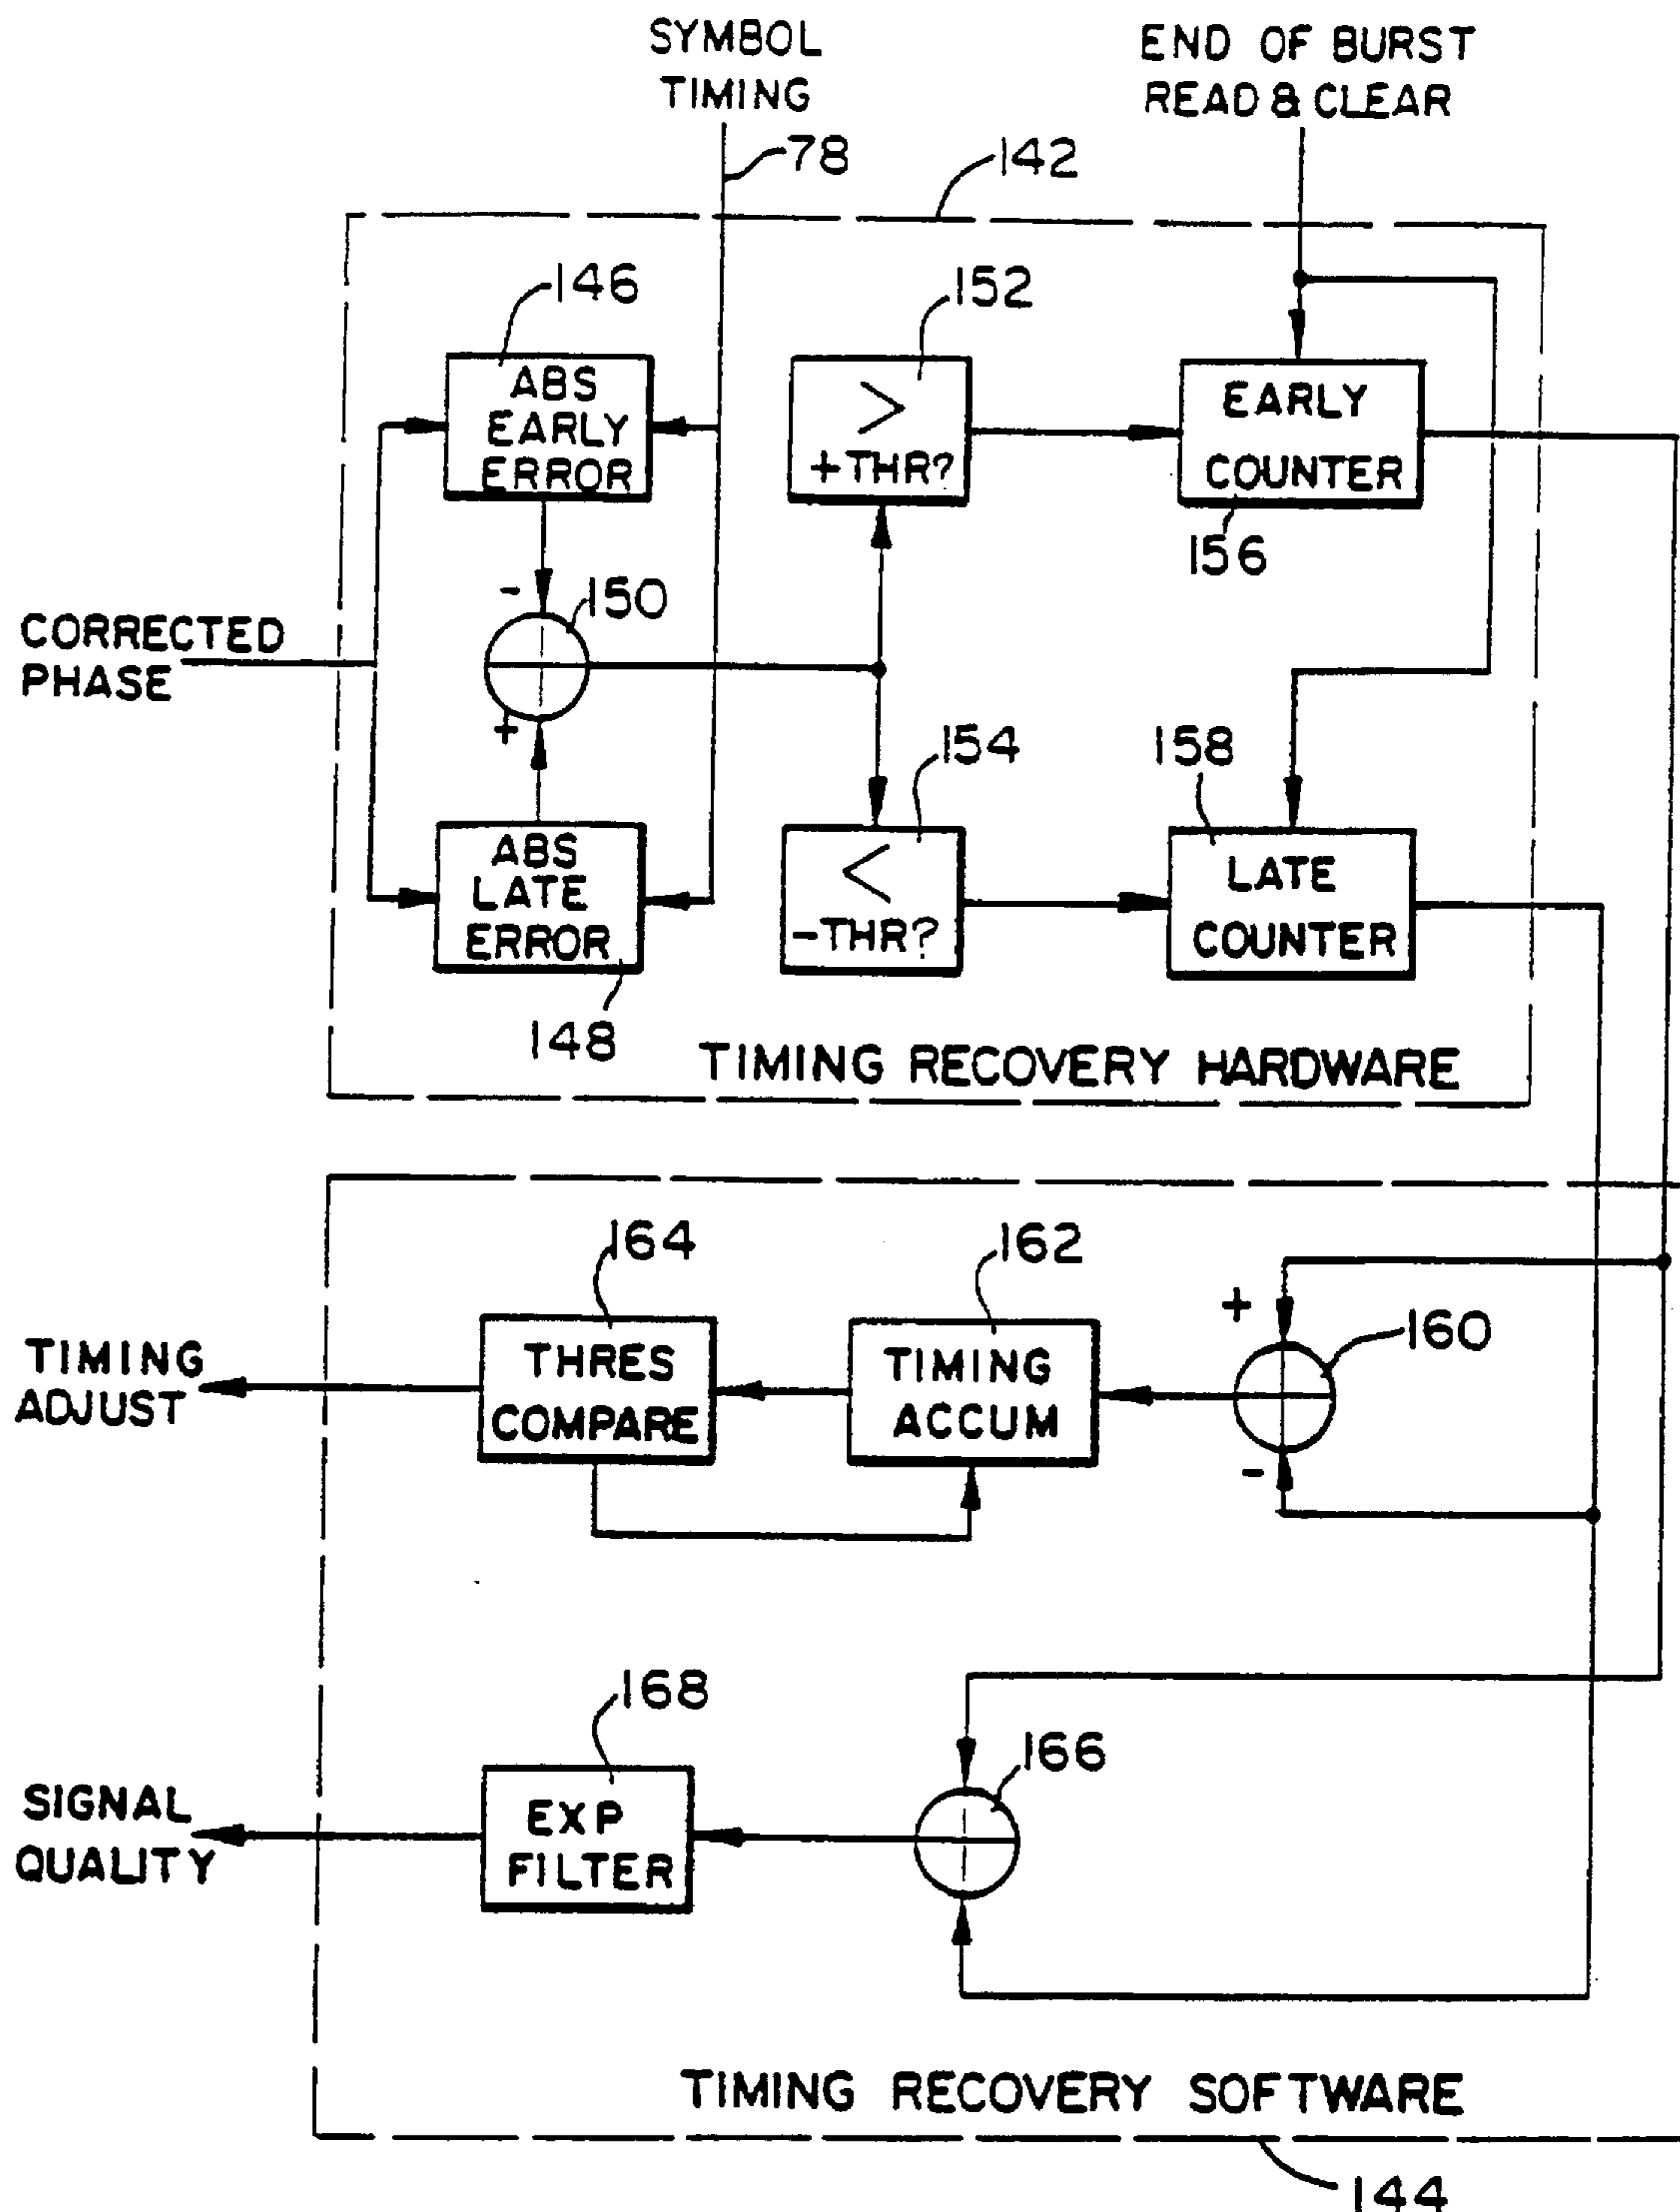 SYMBOL
TIMING
END OF BURST
READ & CLEAR
78
142
146
152
ABS
EARLY
ERROR
>
+THR?
EARLY
COUNTER
156
-
150
CORRECTED
PHASE
+
154
158
ABS
LATE
ERROR
<
-THR?
LATE
COUNTER
148
TIMING RECOVERY HARDWARE
164
162
+
160
TIMING
ADJUST
THRES
COMPARE
TIMING
ACCUM
-
168
166
SIGNAL
QUALITY
EXP
FILTER
TIMING RECOVERY SOFTWARE
144